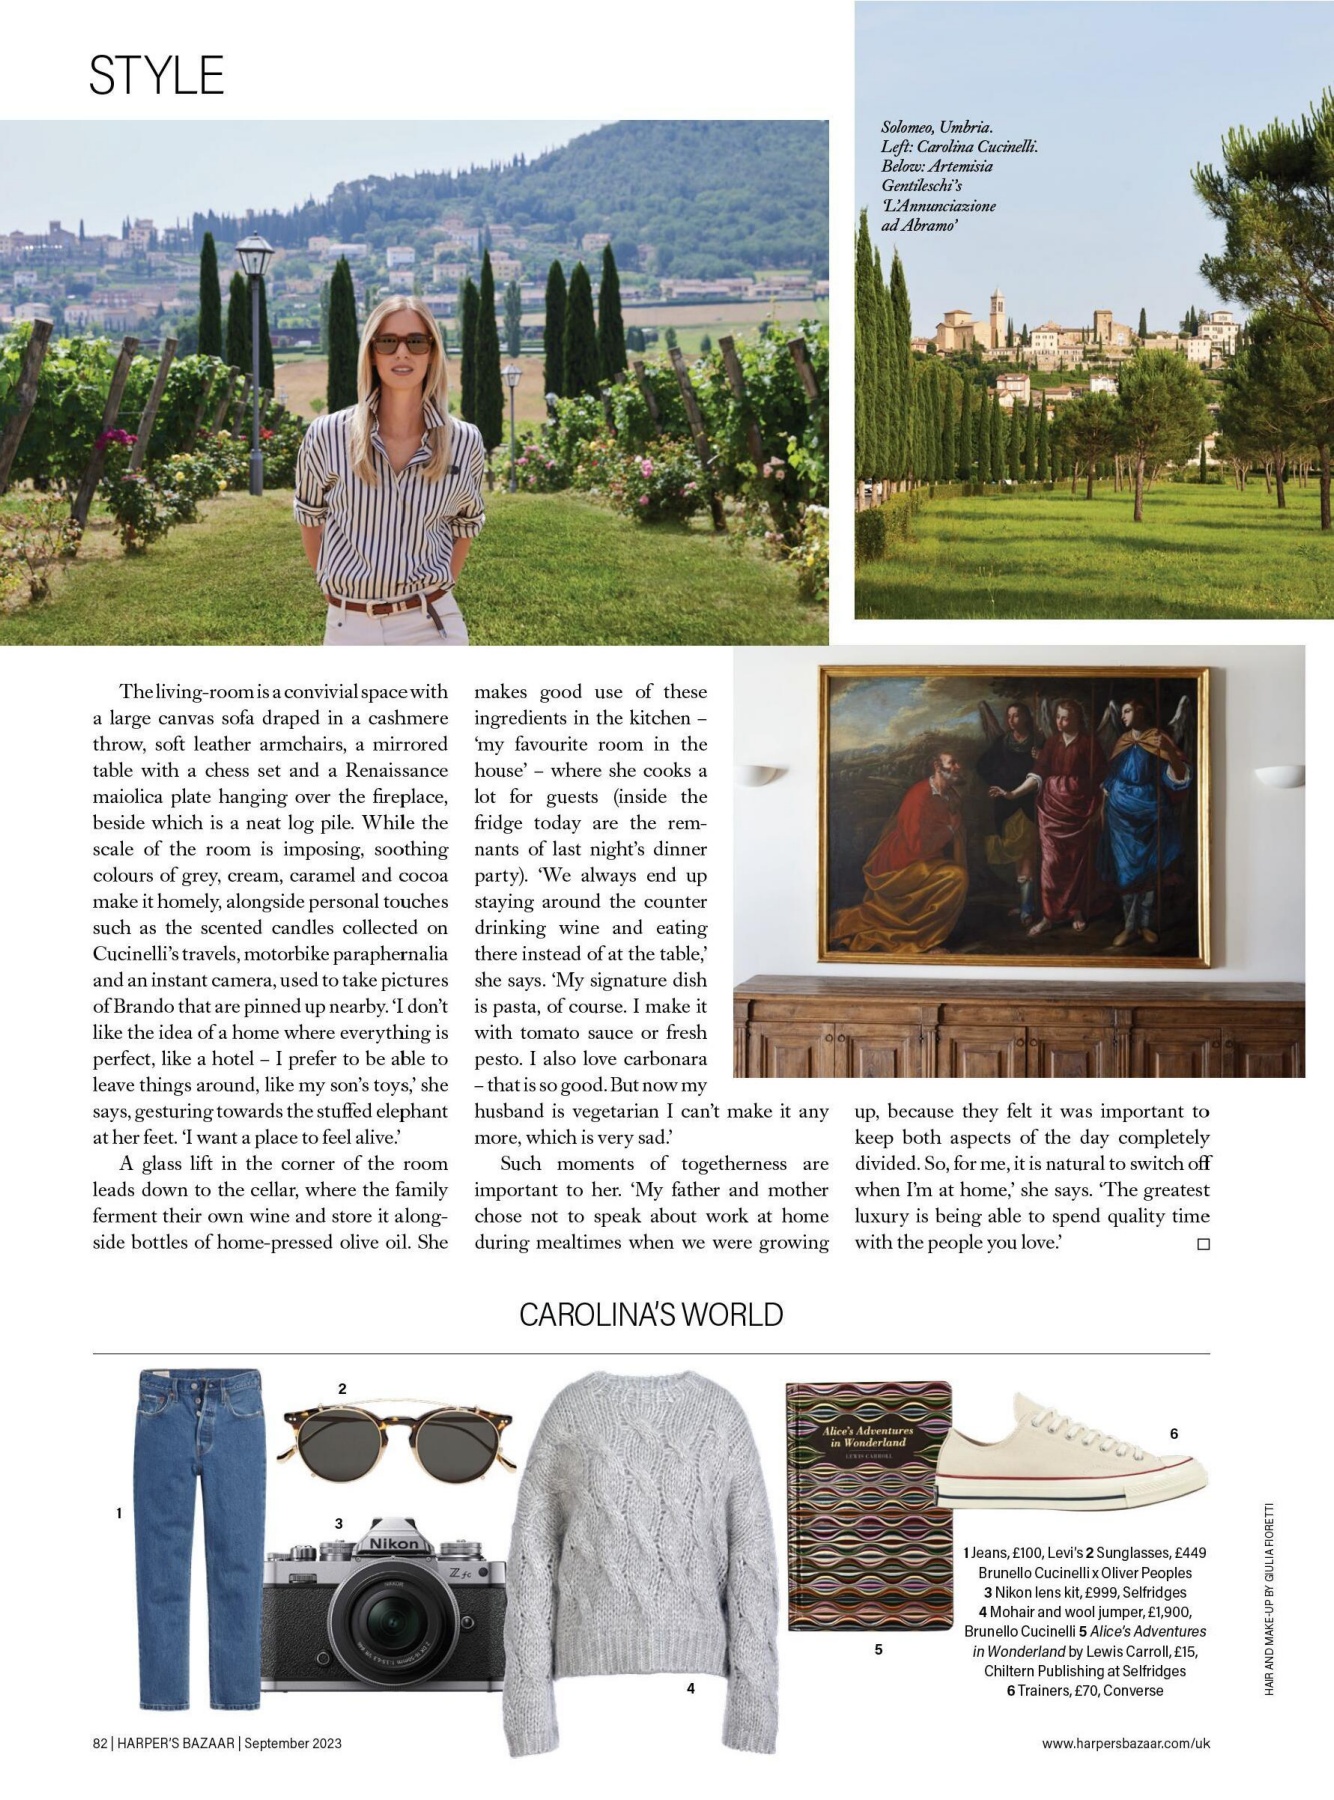 STYLE
Solomeo, Umbria.
Left: Carolina Cucinelli.
Below: Artemisia
Gentileschi's
'L'Annunciazione
ad Abramo'
The living-room is a convivial space with
a large canvas sofa draped in a cashmere
throw, soft leather armchairs, a mirrored
table with a chess set and a Renaissance
maiolica plate hanging over the fireplace,
beside which is a neat log pile. While the
scale of the room is imposing, soothing
colours of grey, cream, caramel and cocoa
make it homely, alongside personal touches
such as the scented candles collected on
Cucinelli's travels, motorbike paraphernalia
and an instant camera, used to take pictures
of Brando that are pinned up nearby. 'I don't
like the idea of a home where everything is
perfect, like a hotel – I prefer to be able to
leave things around, like my son's toys,' she
says, gesturing towards the stuffed elephant
at her feet. 'I want a place to feel alive.'
A glass lift in the corner of the room
leads down to the cellar, where the family
ferment their own wine and store it along-
side bottles of home-pressed olive oil. She
makes good use of these
ingredients in the kitchen –
'my favourite room in the
house' – where she cooks a
lot for guests (inside the
fridge today are the rem-
nants of last night's dinner
party). 'We always end up
staying around the counter
drinking wine and eating
there instead of at the table,'
she says. 'My signature dish
is pasta, of course. I make it
with tomato sauce or fresh
pesto. I also love carbonara
– that is so good. But now my
husband is vegetarian I can't make it any
more, which is very sad.'
Such moments of togetherness are
important to her. 'My father and mother
chose not to speak about work at home
during mealtimes when we were growing
up, because they felt it was important to
keep both aspects of the day completely
divided. So, for me, it is natural to switch off
when I'm at home,' she says. 'The greatest
luxury is being able to spend quality time
with the people you love.' □
CAROLINA'S WORLD
1
2
3
Nikon
Z fc
4
Alice's Adventures
in Wonderland
LEWIS CARROLL
5
6
1 Jeans, £100, Levi's 2 Sunglasses, £449
Brunello Cucinelli x Oliver Peoples
3 Nikon lens kit, £999, Selfridges
4 Mohair and wool jumper, £1,900,
Brunello Cucinelli 5 Alice's Adventures
in Wonderland by Lewis Carroll, £15,
Chiltern Publishing at Selfridges
6 Trainers, £70, Converse
HAIR AND MAKE-UP BY GIULIA FIORETTI
82 | HARPER'S BAZAAR | September 2023
www.harpersbazaar.com/uk